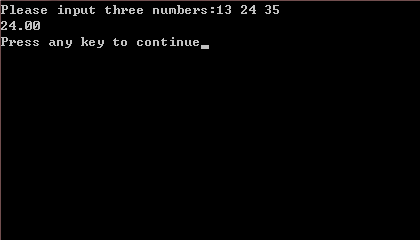 Please input three numbers:13 24 35
24.00
Press any key to continue